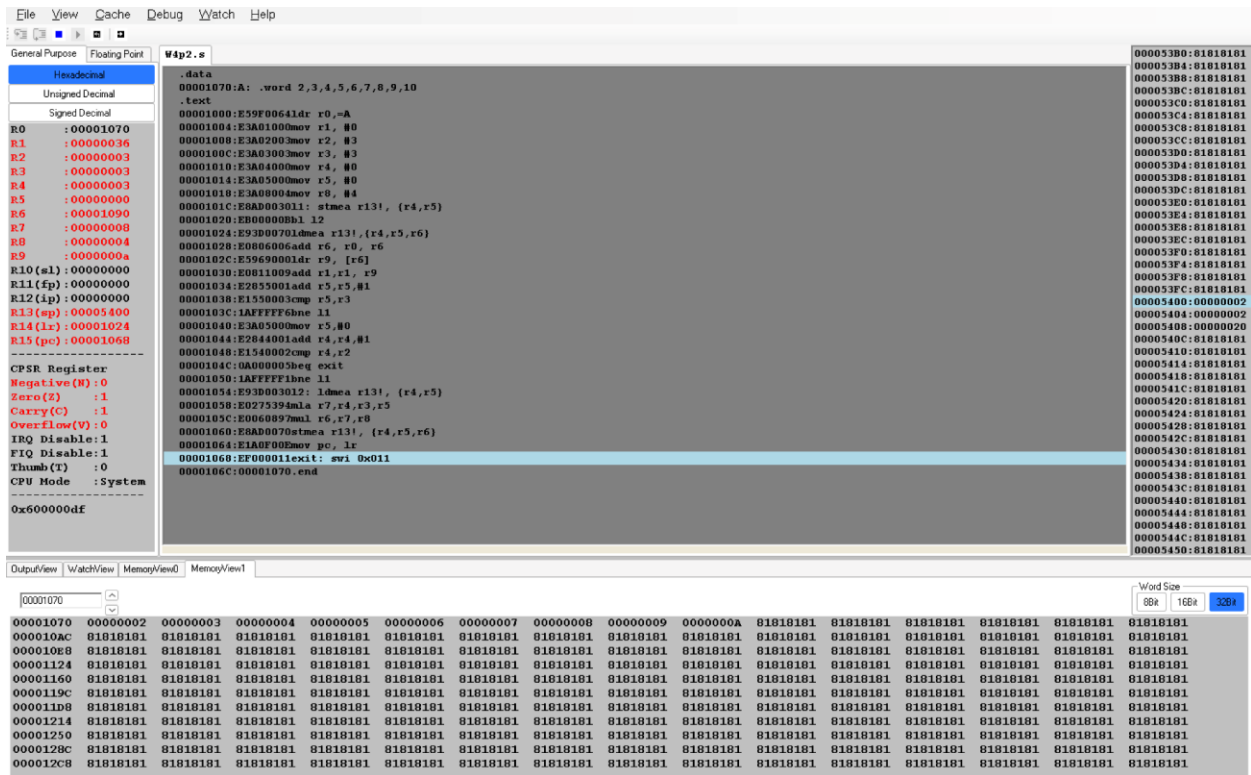 File View Cache Debug Watch Help
General Purpose Floating Point W4p2.s
Hexadecimal
Unsigned Decimal
Signed Decimal
R0 :00001070
R1 :00000036
R2 :00000003
R3 :00000003
R4 :00000003
R5 :00000000
R6 :00001090
R7 :00000008
R8 :00000004
R9 :0000000a
R10(sl):00000000
R11(fp):00000000
R12(ip):00000000
R13(sp):00005400
R14(lr):00001024
R15(pc):00001068
-------------------
CPSR Register
Negative(N):0
Zero(Z) :1
Carry(C) :1
Overflow(V):0
IRQ Disable:1
FIQ Disable:1
Thumb(T) :0
CPU Mode :System
-------------------
0x600000df
.data
00001070:A: .word 2,3,4,5,6,7,8,9,10
.text
00001000:E59F0064ldr r0,=A
00001004:E3A01000mov r1, #0
00001008:E3A02003mov r2, #3
0000100C:E3A03003mov r3, #3
00001010:E3A04000mov r4, #0
00001014:E3A05000mov r5, #0
00001018:E3A08004mov r8, #4
0000101C:E8AD0030l1: stmea r13!, {r4,r5}
00001020:EB00000Bbl l2
00001024:E93D0070ldmea r13!,{r4,r5,r6}
00001028:E0806006add r6, r0, r6
0000102C:E5969000ldr r9, [r6]
00001030:E0811009add r1,r1, r9
00001034:E2855001add r5,r5,#1
00001038:E1550003cmp r5,r3
0000103C:1AFFFFF6bne l1
00001040:E3A05000mov r5,#0
00001044:E2844001add r4,r4,#1
00001048:E1540002cmp r4,r2
0000104C:0A000005beq exit
00001050:1AFFFFF1bne l1
00001054:E93D0030l2: ldmea r13!, {r4,r5}
00001058:E0275394mla r7,r4,r3,r5
0000105C:E0060897mul r6,r7,r8
00001060:E8AD0070stmea r13!, {r4,r5,r6}
00001064:E1A0F00Emov pc, lr
00001068:EF000011exit: swi 0x011
0000106C:00001070.end
000053B0:81818181
000053B4:81818181
000053B8:81818181
000053BC:81818181
000053C0:81818181
000053C4:81818181
000053C8:81818181
000053CC:81818181
000053D0:81818181
000053D4:81818181
000053D8:81818181
000053DC:81818181
000053E0:81818181
000053E4:81818181
000053E8:81818181
000053EC:81818181
000053F0:81818181
000053F4:81818181
000053F8:81818181
000053FC:81818181
00005400:00000002
00005404:00000002
00005408:00000020
0000540C:81818181
00005410:81818181
00005414:81818181
00005418:81818181
0000541C:81818181
00005420:81818181
00005424:81818181
00005428:81818181
0000542C:81818181
00005430:81818181
00005434:81818181
00005438:81818181
0000543C:81818181
00005440:81818181
00005444:81818181
00005448:81818181
0000544C:81818181
00005450:81818181
OutputView WatchView MemoryView0 MemoryView1
00001070
Word Size
8Bit 16Bit 32Bit
00001070 00000002 00000003 00000004 00000005 00000006 00000007 00000008 00000009 0000000A 81818181 81818181 81818181 81818181 81818181 81818181
000010AC 81818181 81818181 81818181 81818181 81818181 81818181 81818181 81818181 81818181 81818181 81818181 81818181 81818181 81818181 81818181
000010E8 81818181 81818181 81818181 81818181 81818181 81818181 81818181 81818181 81818181 81818181 81818181 81818181 81818181 81818181 81818181
00001124 81818181 81818181 81818181 81818181 81818181 81818181 81818181 81818181 81818181 81818181 81818181 81818181 81818181 81818181 81818181
00001160 81818181 81818181 81818181 81818181 81818181 81818181 81818181 81818181 81818181 81818181 81818181 81818181 81818181 81818181 81818181
0000119C 81818181 81818181 81818181 81818181 81818181 81818181 81818181 81818181 81818181 81818181 81818181 81818181 81818181 81818181 81818181
000011D8 81818181 81818181 81818181 81818181 81818181 81818181 81818181 81818181 81818181 81818181 81818181 81818181 81818181 81818181 81818181
00001214 81818181 81818181 81818181 81818181 81818181 81818181 81818181 81818181 81818181 81818181 81818181 81818181 81818181 81818181 81818181
00001250 81818181 81818181 81818181 81818181 81818181 81818181 81818181 81818181 81818181 81818181 81818181 81818181 81818181 81818181 81818181
0000128C 81818181 81818181 81818181 81818181 81818181 81818181 81818181 81818181 81818181 81818181 81818181 81818181 81818181 81818181 81818181
000012C8 81818181 81818181 81818181 81818181 81818181 81818181 81818181 81818181 81818181 81818181 81818181 81818181 81818181 81818181 81818181